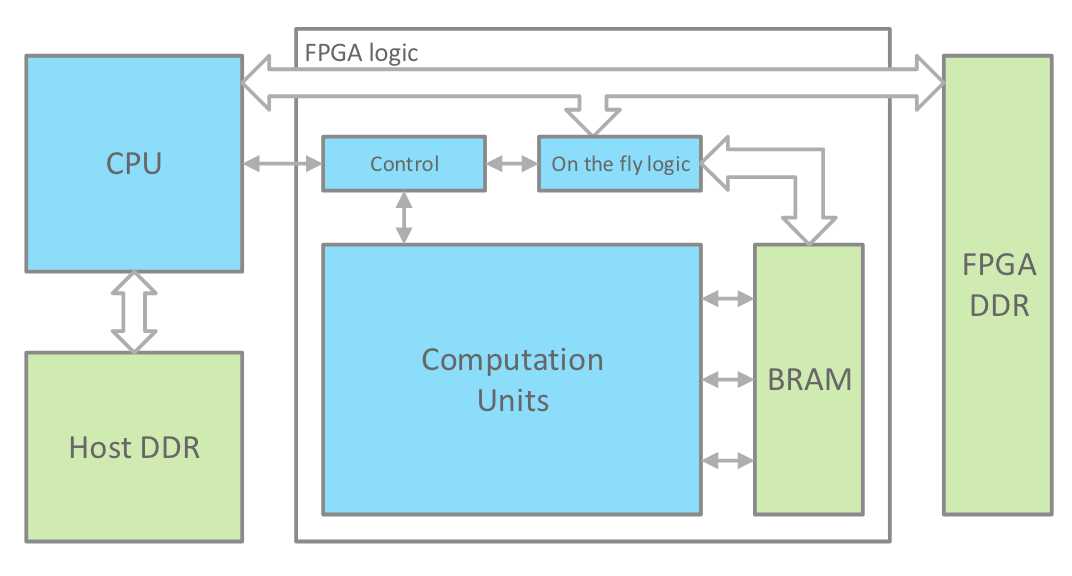 FPGA logic
CPU
Control
On the fly logic
FPGA
DDR
Computation
Units
BRAM
Host DDR